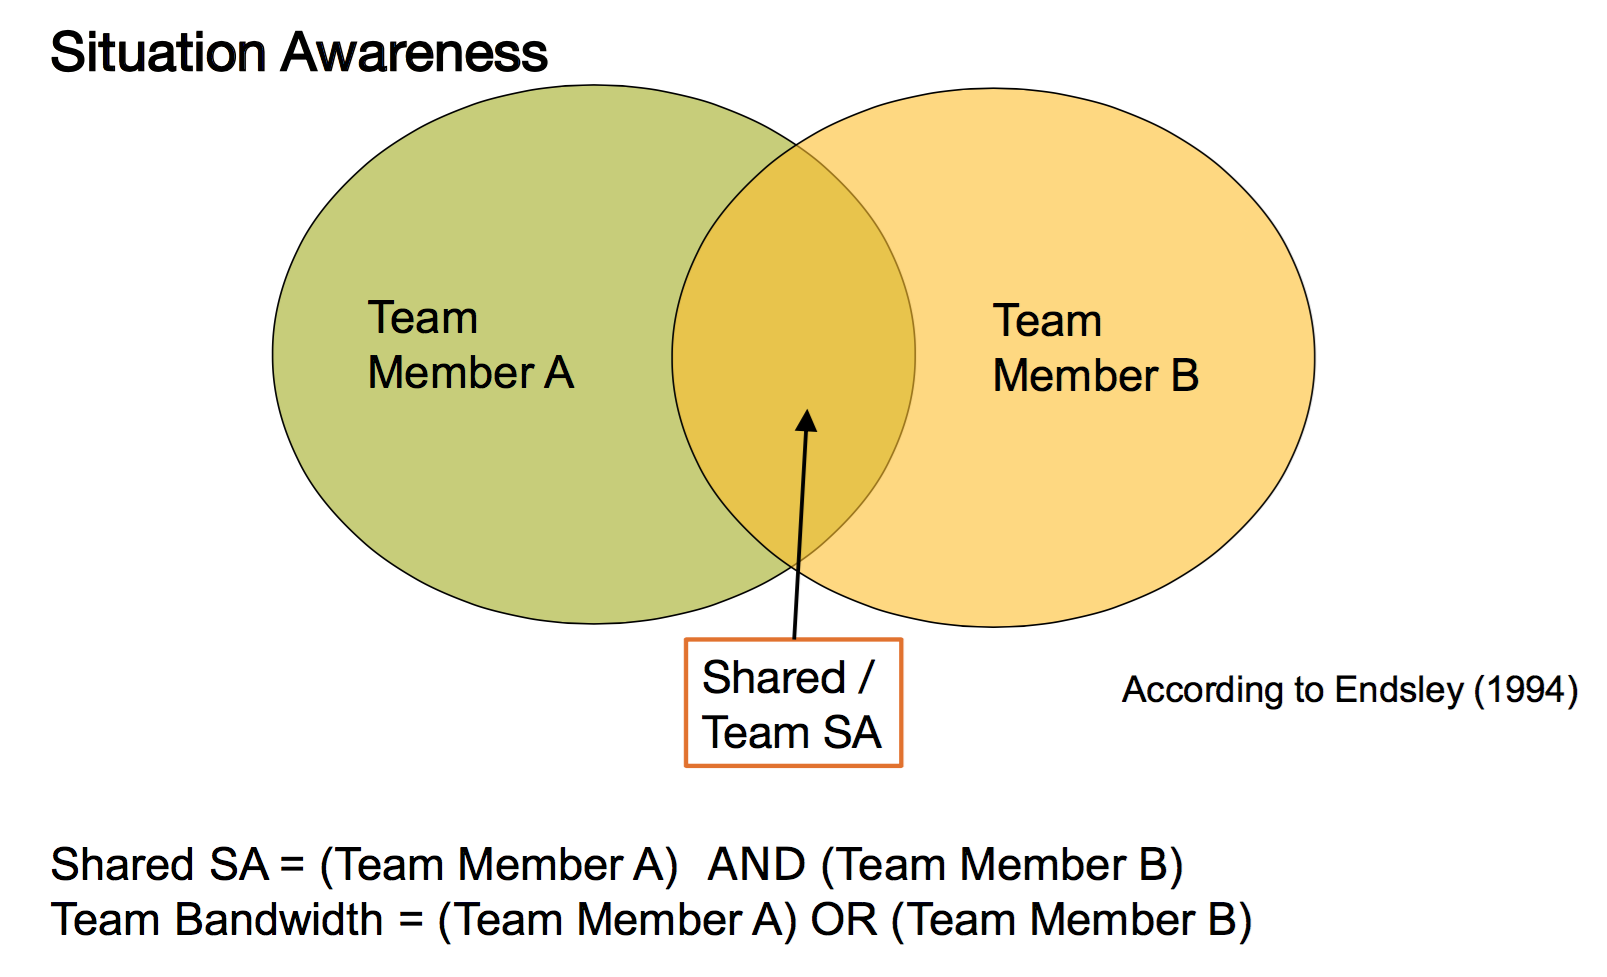 Situation Awareness
Team
Member A
Team
Member B
Shared /
Team SA
According to Endsley (1994)
Shared SA = (Team Member A) AND (Team Member B)
Team Bandwidth = (Team Member A) OR (Team Member B)